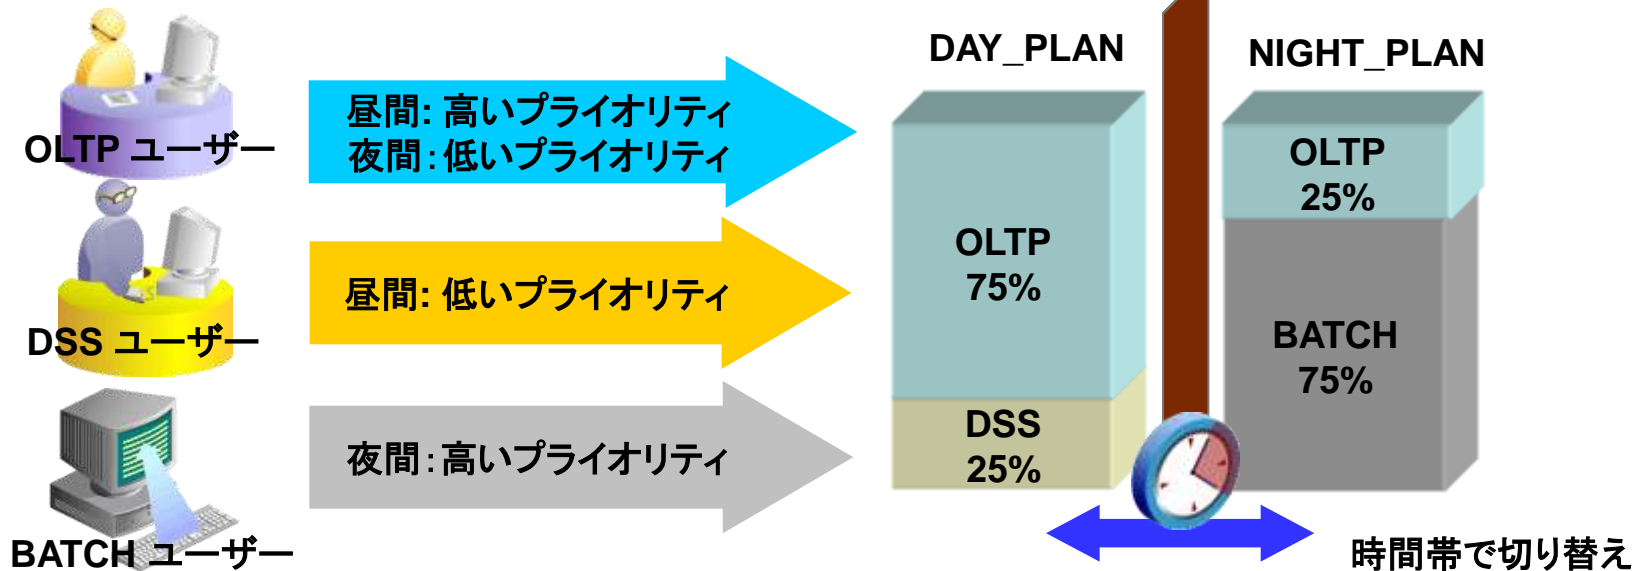 OLTP ユーザー
昼間: 高いプライオリティ
夜間：低いプライオリティ
DSS ユーザー
昼間: 低いプライオリティ
BATCH ユーザー
夜間：高いプライオリティ
DAY_PLAN
OLTP
75%
DSS
25%
NIGHT_PLAN
OLTP
25%
BATCH
75%
時間帯で切り替え